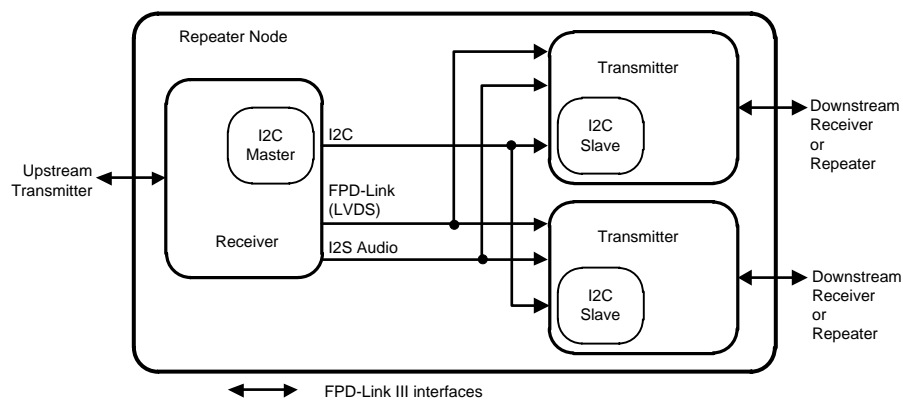 Repeater Node
Transmitter
I2C
Slave
Downstream
Receiver
or
Repeater
I2C
Master
I2C
Upstream
Transmitter
FPD-Link
(LVDS)
Receiver
I2S Audio
Transmitter
I2C
Slave
Downstream
Receiver
or
Repeater
FPD-Link III interfaces